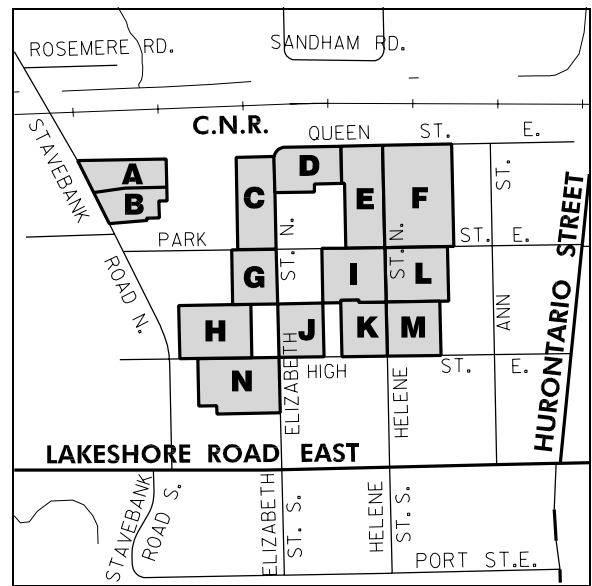 ROSEMERE RD.
SANDHAM RD.
C.N.R.
QUEEN ST. E.
STAVEBANK ROAD N.
A
B
C
D
E
F
ST.
PARK ST. E.
ST. N.
ST. N.
G
I
L
ANN
HURONTARIO STREET
H
J
K
M
N
HIGH ST. E.
ELIZABETH
HELENE
LAKESHORE ROAD EAST
STAVEBANK
ROAD S.
ELIZABETH
ST. S.
HELENE
ST. S.
PORT ST.E.